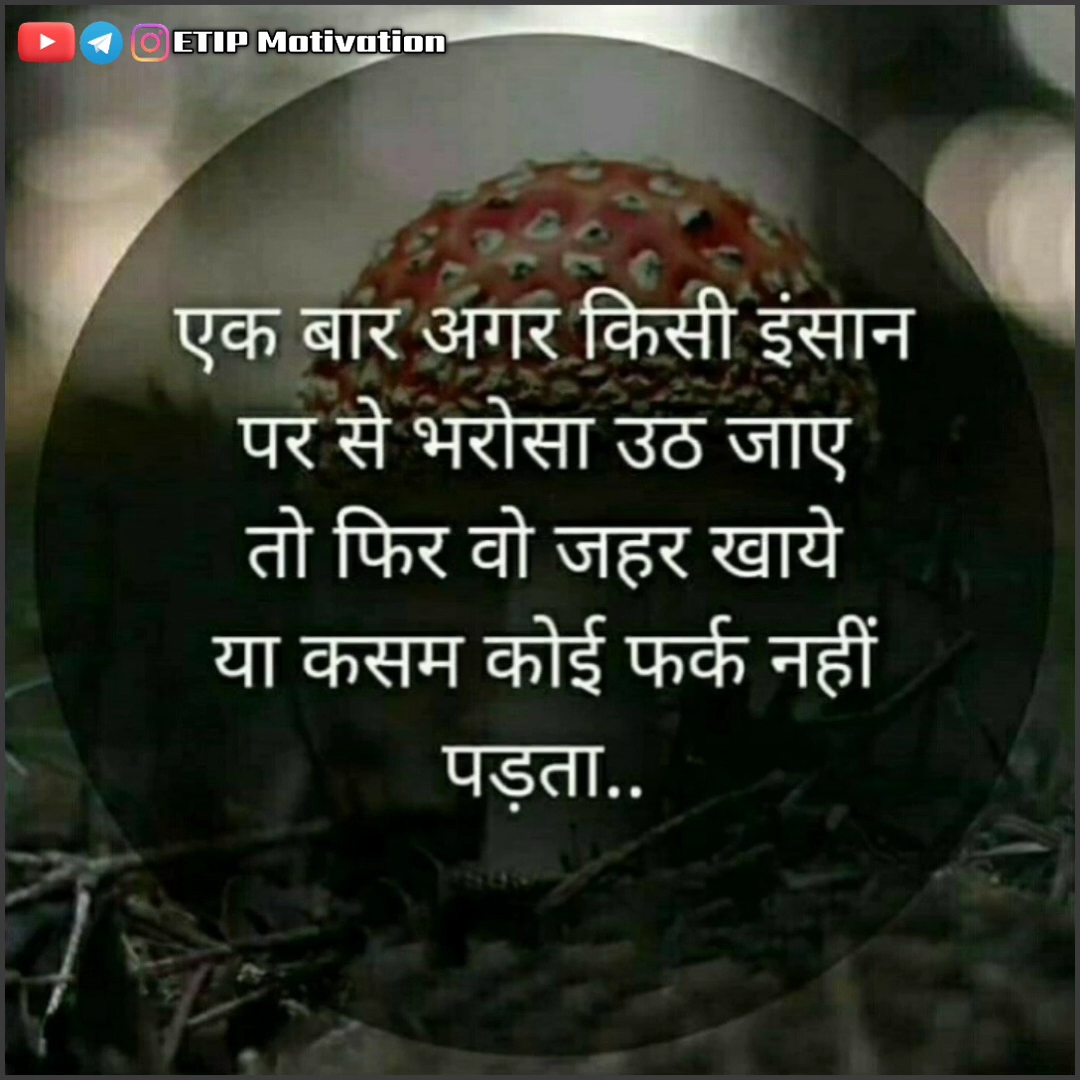 ETIP Motivation
एक बार अगर किसी इंसान
पर से भरोसा उठ जाए
तो फिर वो जहर खाये
या कसम कोई फर्क नहीं
पड़ता..